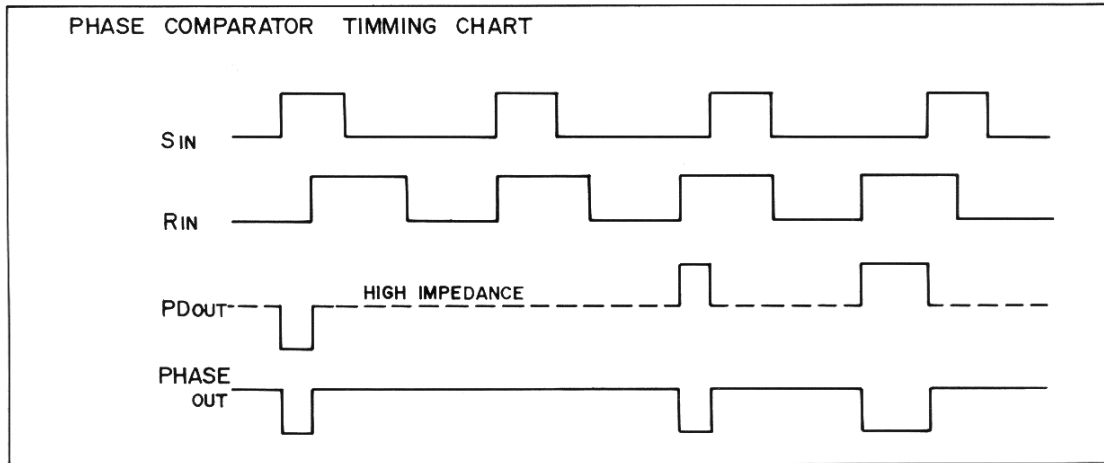 PHASE COMPARATOR TIMMING CHART
SIN
RIN
HIGH IMPEDANCE
PDOUT
PHASE
OUT